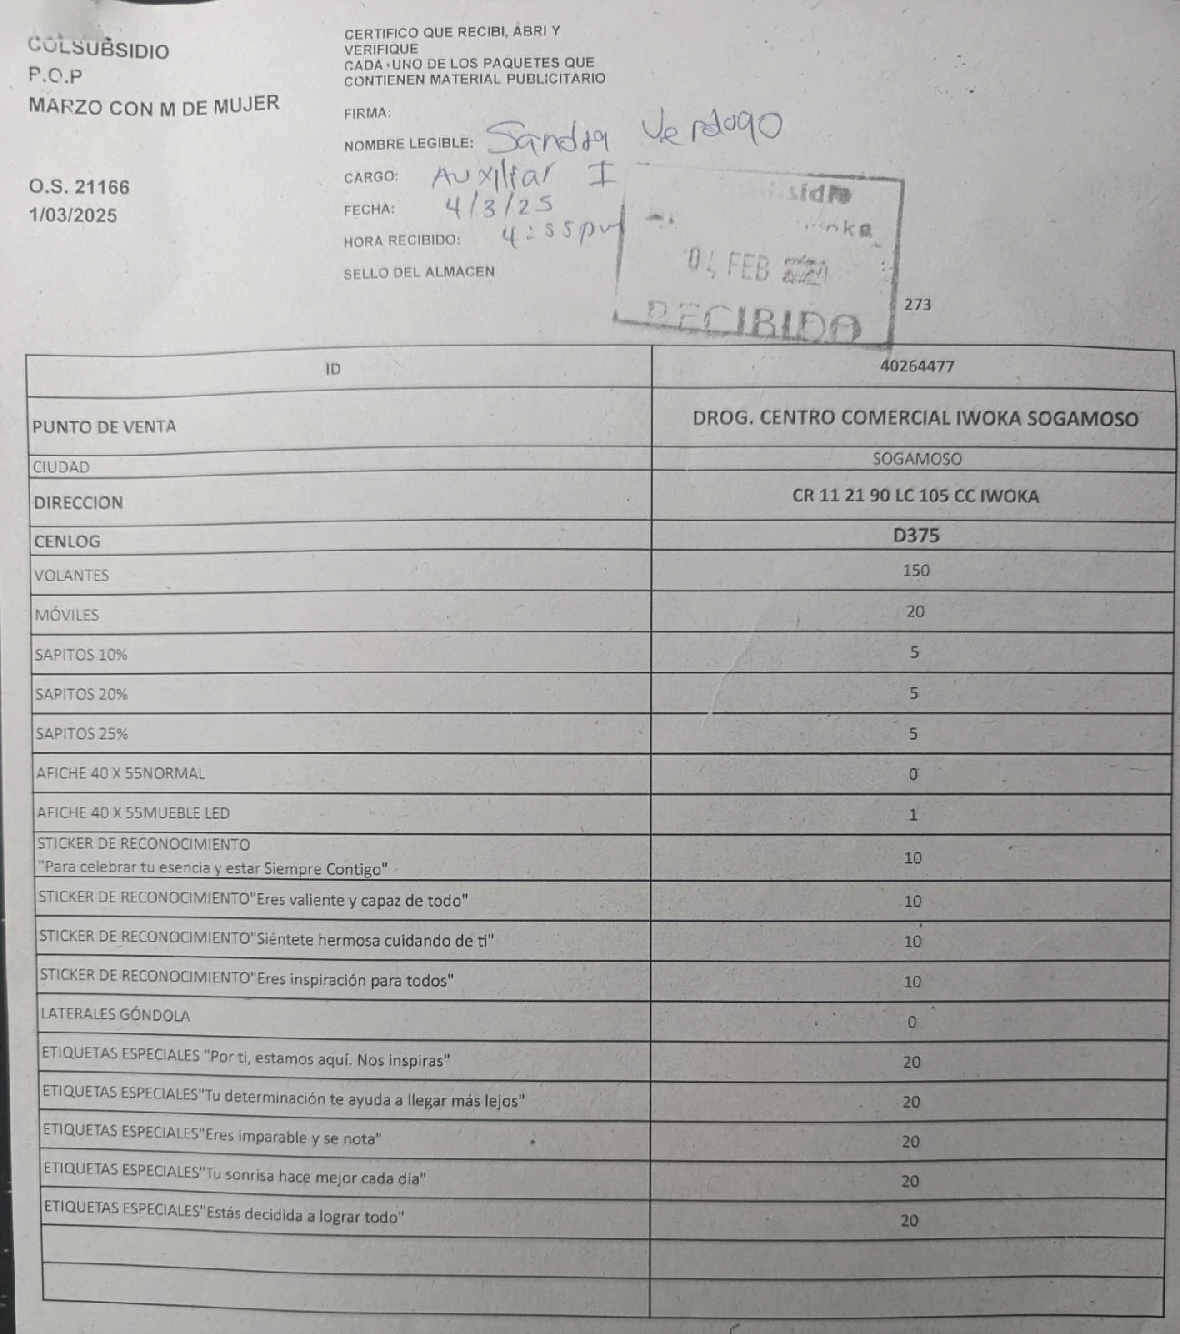 COLSUBSIDIO
P.O.P
MARZO CON M DE MUJER
O.S. 21166
1/03/2025
CERTIFICO QUE RECIBI, ABRI Y
VERIFIQUE
CADA UNO DE LOS PAQUETES QUE
CONTIENEN MATERIAL PUBLICITARIO
FIRMA:
NOMBRE LEGIBLE: Sandra Verdugo
CARGO: Auxiliar I
FECHA: 4/3/25
HORA RECIBIDO: 4:55pm
SELLO DEL ALMACEN
04 FEB
RECIBIDO
273
ID 40264477
PUNTO DE VENTA DROG. CENTRO COMERCIAL IWOKA SOGAMOSO
CIUDAD SOGAMOSO
DIRECCION CR 11 21 90 LC 105 CC IWOKA
CENLOG D375
VOLANTES 150
MÓVILES 20
SAPITOS 10% 5
SAPITOS 20% 5
SAPITOS 25% 5
AFICHE 40 X 55NORMAL 0
AFICHE 40 X 55MUEBLE LED 1
STICKER DE RECONOCIMIENTO
"Para celebrar tu esencia y estar Siempre Contigo" 10
STICKER DE RECONOCIMIENTO"Eres valiente y capaz de todo" 10
STICKER DE RECONOCIMIENTO"Siéntete hermosa cuidando de ti" 10
STICKER DE RECONOCIMIENTO"Eres inspiración para todos" 10
LATERALES GÓNDOLA 0
ETIQUETAS ESPECIALES "Por ti, estamos aquí. Nos inspiras" 20
ETIQUETAS ESPECIALES"Tu determinación te ayuda a llegar más lejos" 20
ETIQUETAS ESPECIALES"Eres imparable y se nota" 20
ETIQUETAS ESPECIALES"Tu sonrisa hace mejor cada día" 20
ETIQUETAS ESPECIALES"Estás decidida a lograr todo" 20